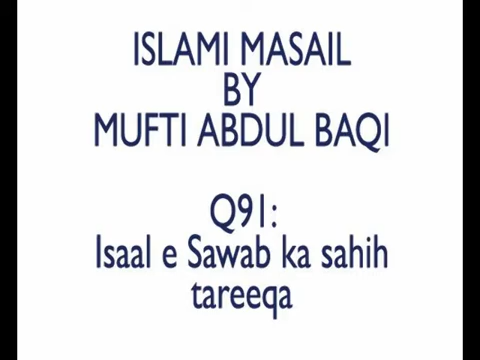 ISLAMI MASAIL
BY
MUFTI ABDUL BAQI
Q91:
Isaal e Sawab ka sahih
tareeqa